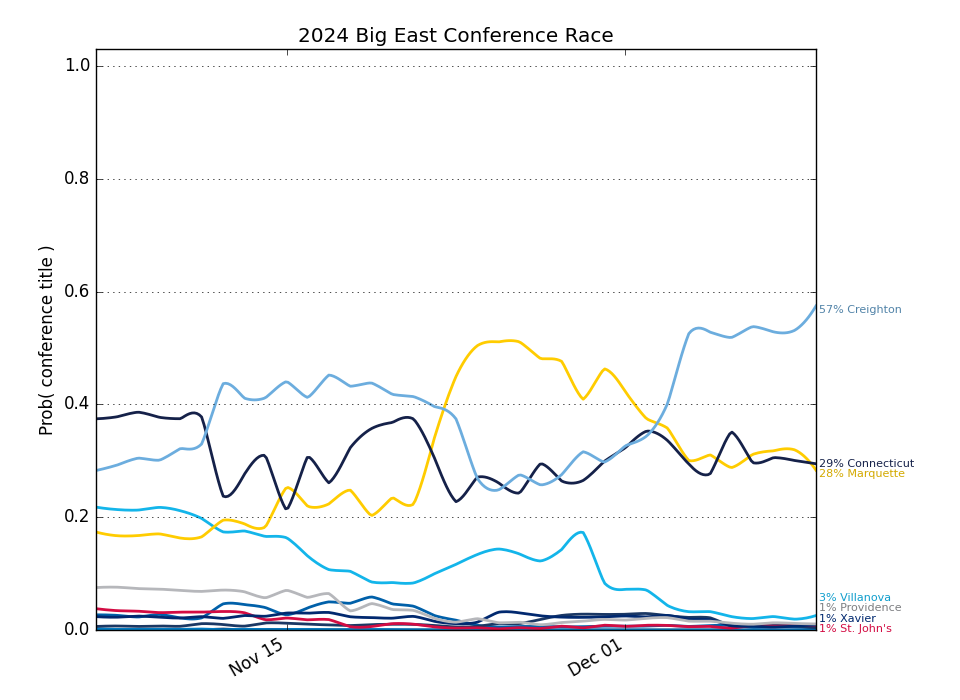 2024 Big East Conference Race
1.0
0.8
0.6
0.4
0.2
0.0
Prob( conference title )
Nov 15
Dec 01
57% Creighton
29% Connecticut
28% Marquette
3% Villanova
1% Providence
1% Xavier
1% St. John's